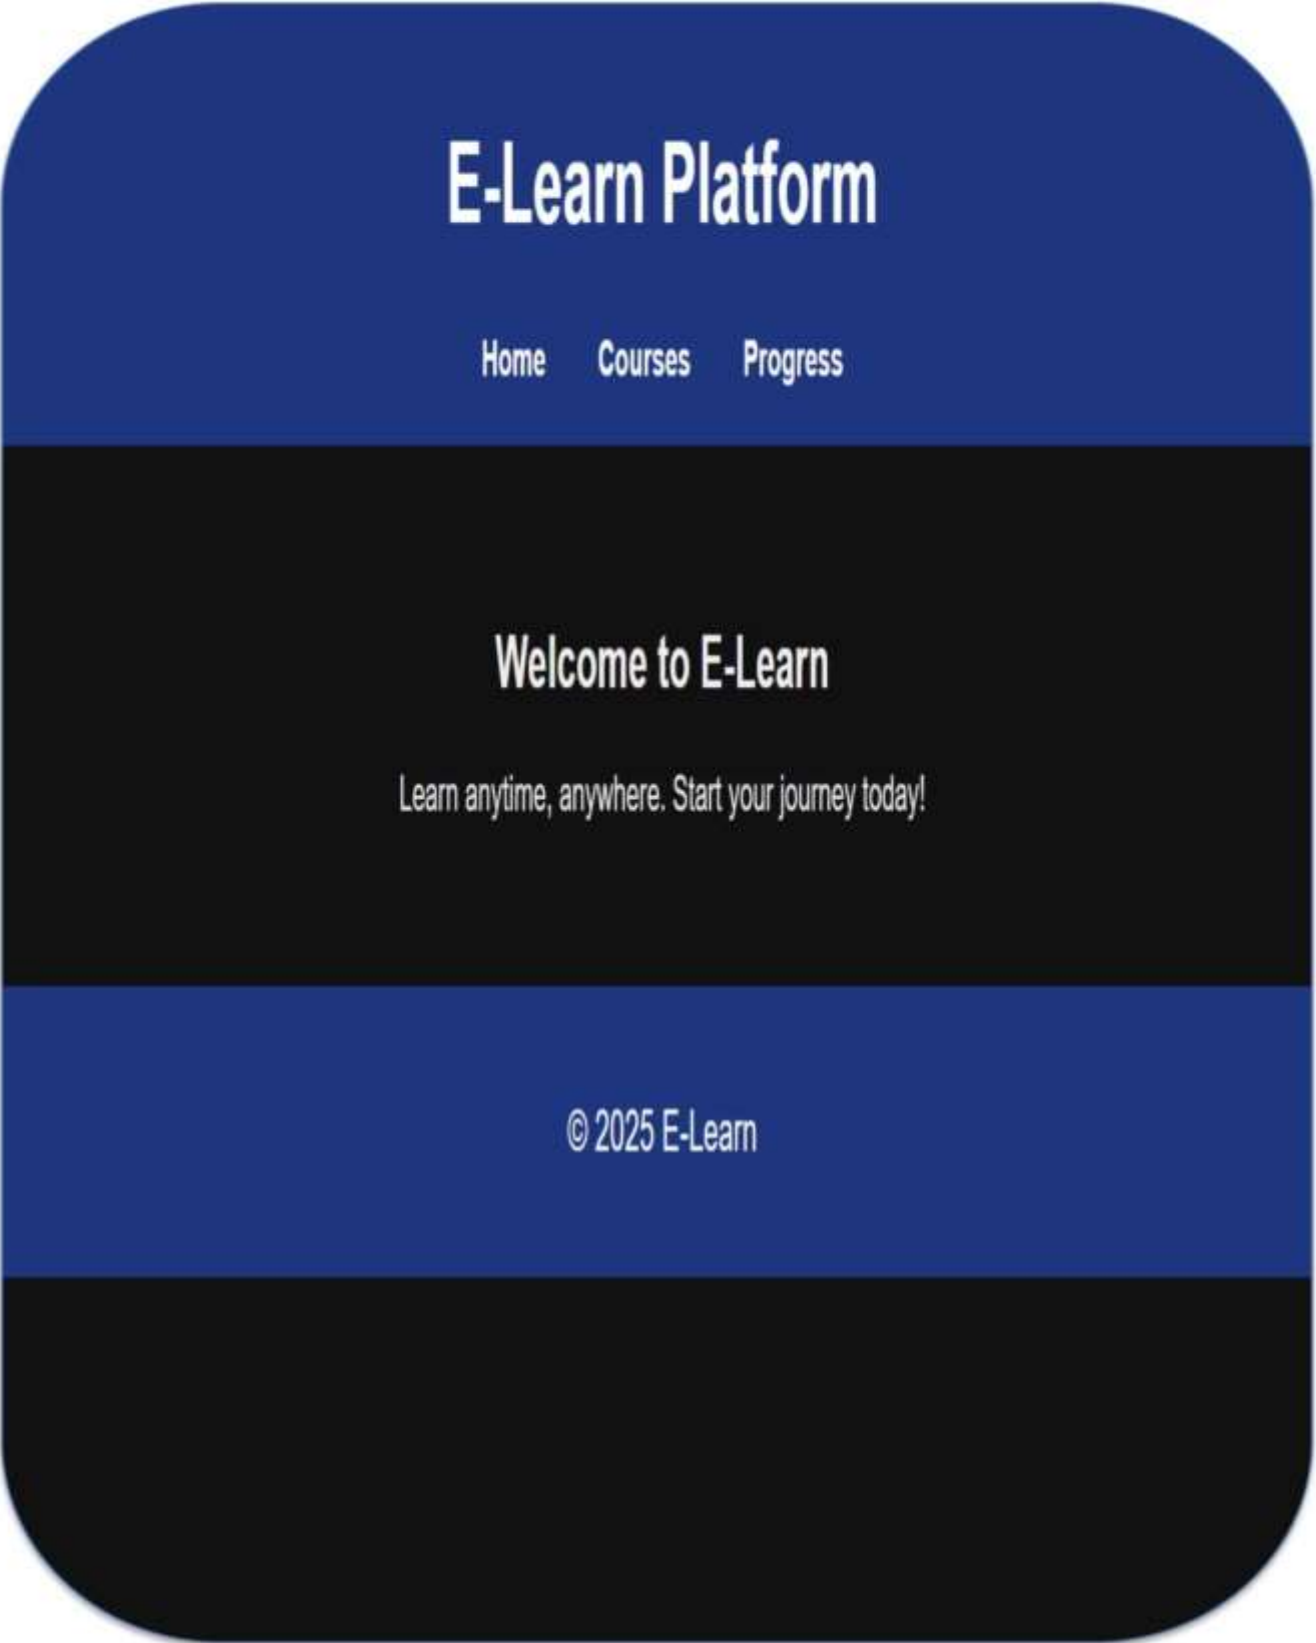 E-Learn Platform
Home Courses Progress
Welcome to E-Learn
Learn anytime, anywhere. Start your journey today!
© 2025 E-Learn